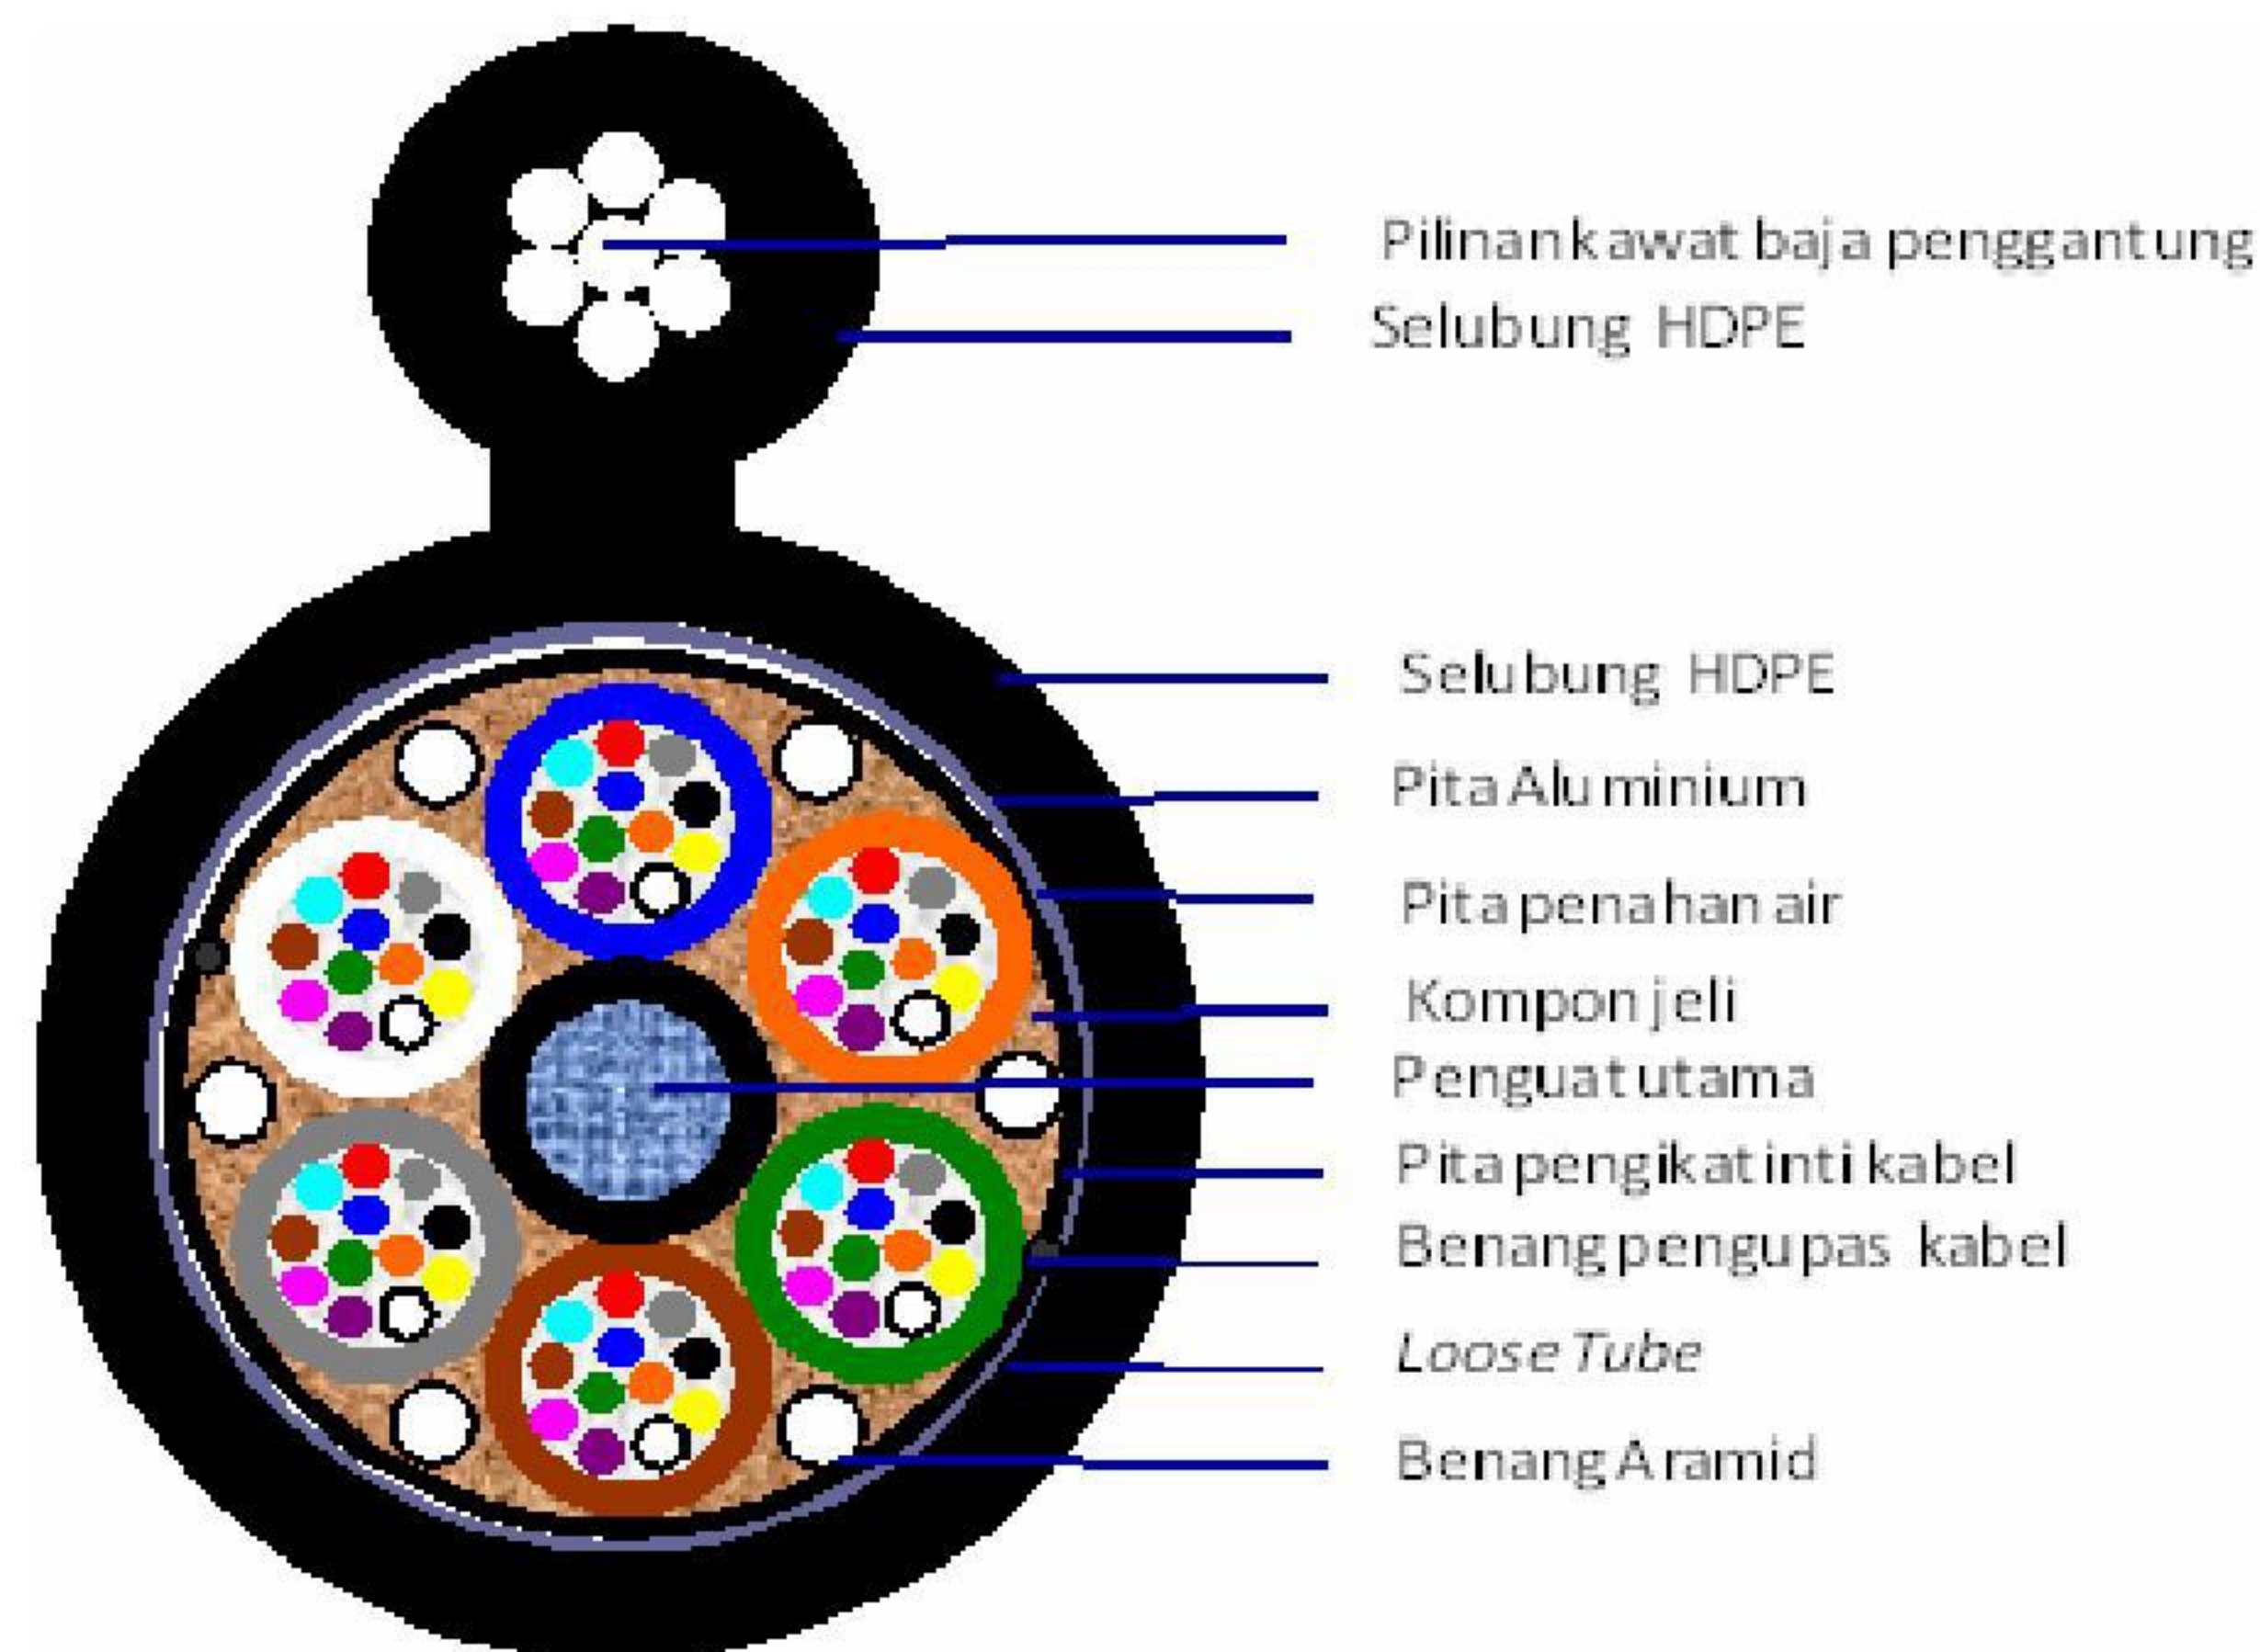 Pilinan kawat baja penggantung
Selubung HDPE
Selubung HDPE
Pita Aluminium
Pita penahan air
Kompon jeli
Penguat utama
Pita pengikat inti kabel
Benang pengupas kabel
Loose Tube
Benang Aramid